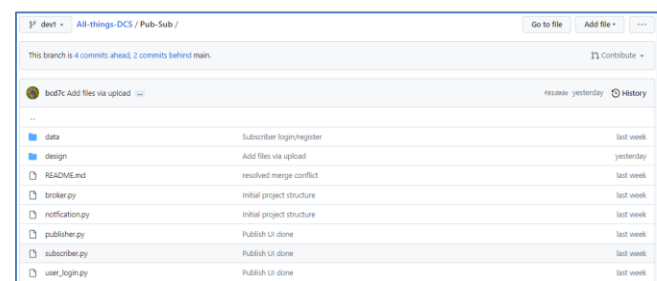 dev1 All-things-DCS / Pub-Sub / Go to file Add file ...
This branch is 4 commits ahead, 2 commits behind main. Contribute
bcd7c Add files via upload ... yesterday History
..
data Subscriber login/register last week
design Add files via upload yesterday
README.md resolved merge conflict last week
broker.py Initial project structure last week
notfication.py Initial project structure last week
publisher.py Publish UI done last week
subscriber.py Publish UI done last week
user_login.py Publish UI done last week